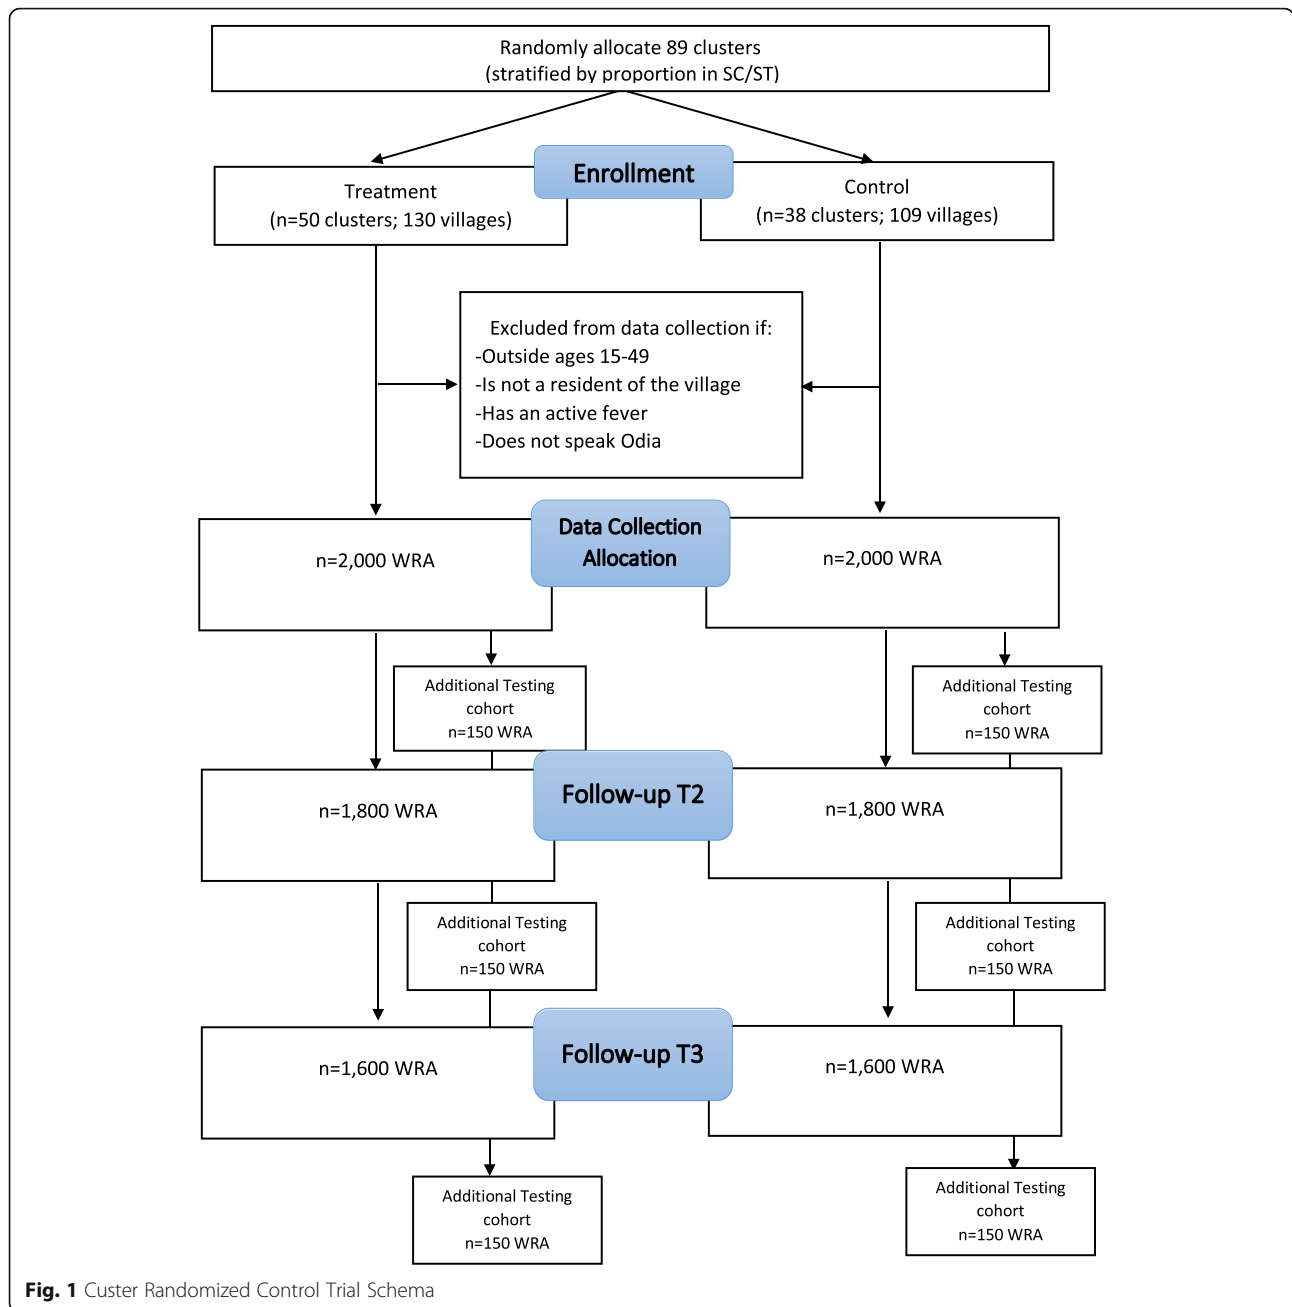 Randomly allocate 89 clusters
(stratified by proportion in SC/ST)
Enrollment
Treatment
(n=50 clusters; 130 villages)
Control
(n=38 clusters; 109 villages)
Excluded from data collection if:
-Outside ages 15-49
-Is not a resident of the village
-Has an active fever
-Does not speak Odia
Data Collection
Allocation
n=2,000 WRA
n=2,000 WRA
Additional Testing
cohort
n=150 WRA
Additional Testing
cohort
n=150 WRA
Follow-up T2
n=1,800 WRA
n=1,800 WRA
Additional Testing
cohort
n=150 WRA
Additional Testing
cohort
n=150 WRA
Follow-up T3
n=1,600 WRA
n=1,600 WRA
Additional Testing
cohort
n=150 WRA
Additional Testing
cohort
n=150 WRA
Fig. 1 Custer Randomized Control Trial Schema